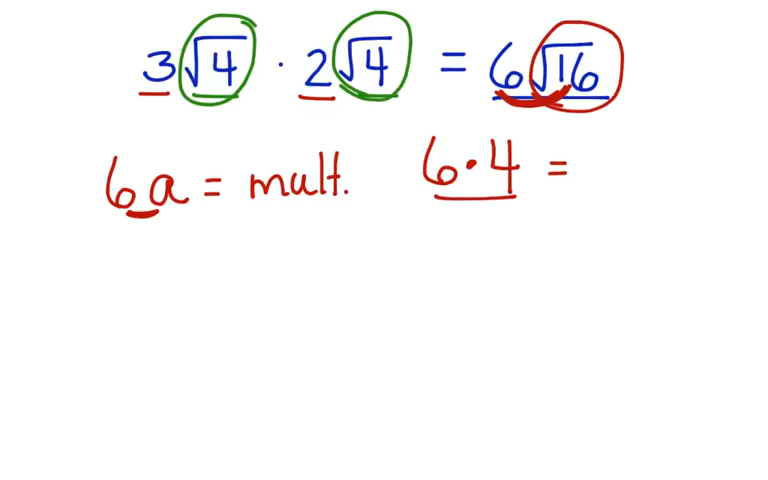 3√4 · 2√4 = 6√16
6a = mult. 6·4 =